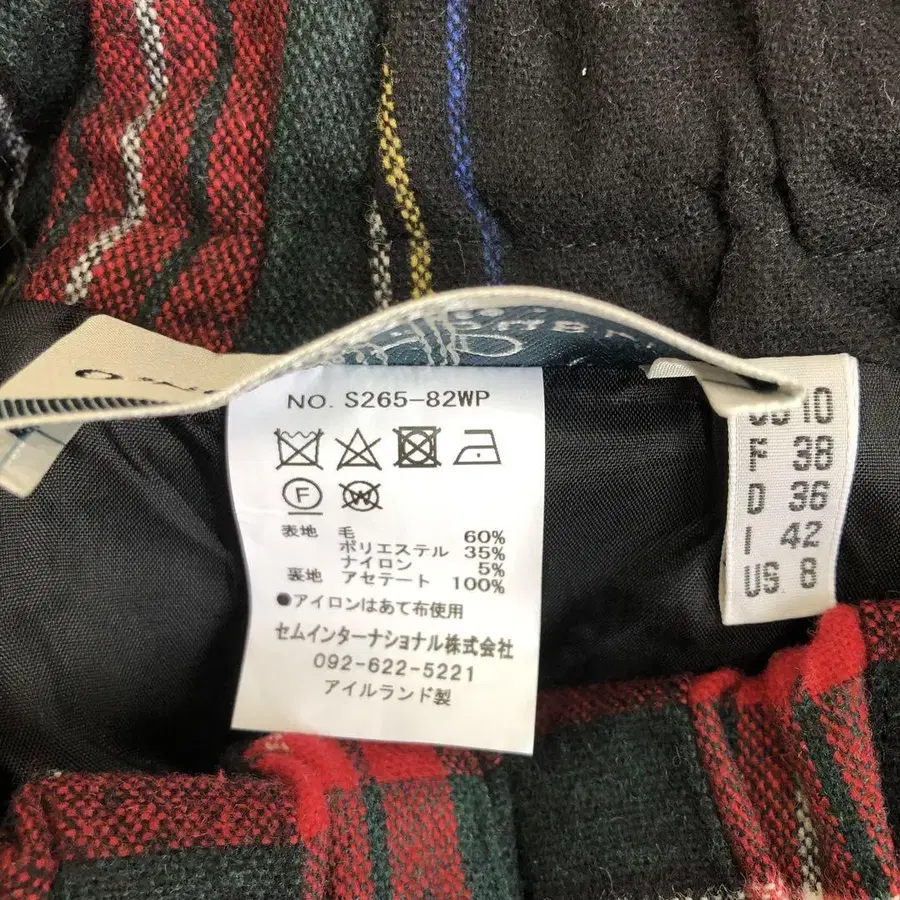 NO. S265-82WP
F
W
表地 毛 60%
ポリエステル 35%
ナイロン 5%
裏地 アセテート 100%
●アイロンはあて布使用
セムインターナショナル株式会社
092-622-5221
アイルランド製
10
F 38
D 36
I 42
US 8